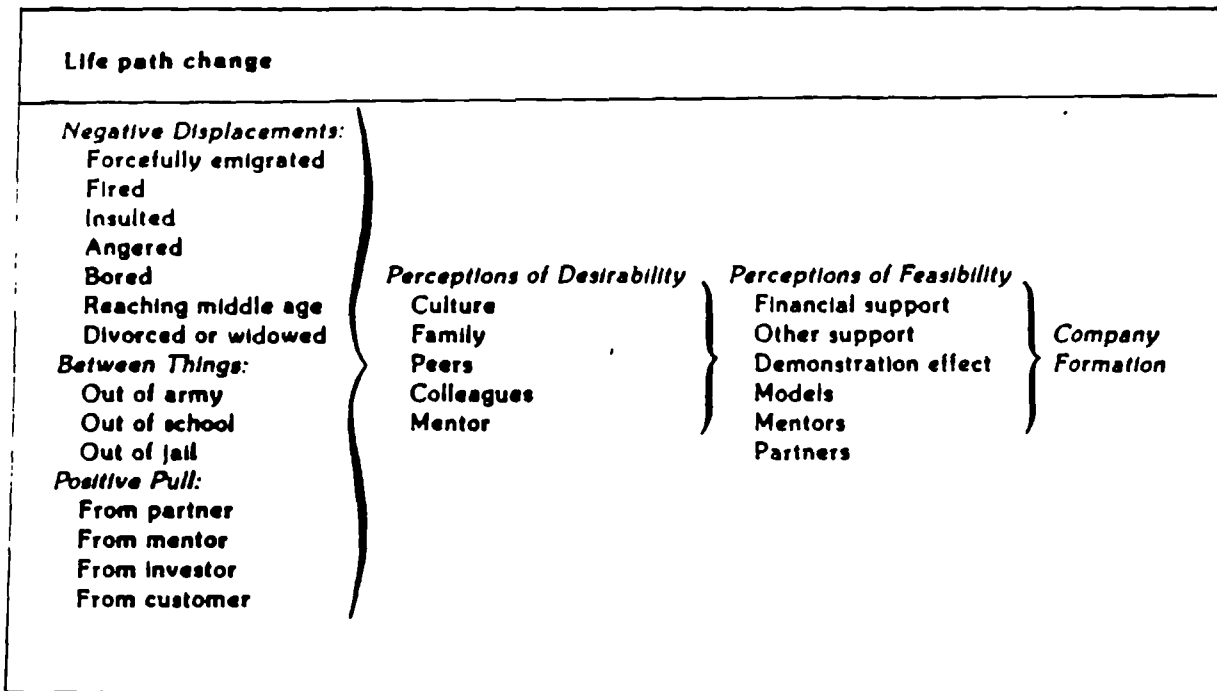 Life path change
Negative Displacements:
Forcefully emigrated
Fired
Insulted
Angered
Bored
Reaching middle age
Divorced or widowed
Between Things:
Out of army
Out of school
Out of jail
Positive Pull:
From partner
From mentor
From investor
From customer
Perceptions of Desirability
Culture
Family
Peers
Colleagues
Mentor
Perceptions of Feasibility
Financial support
Other support
Demonstration effect
Models
Mentors
Partners
Company
Formation